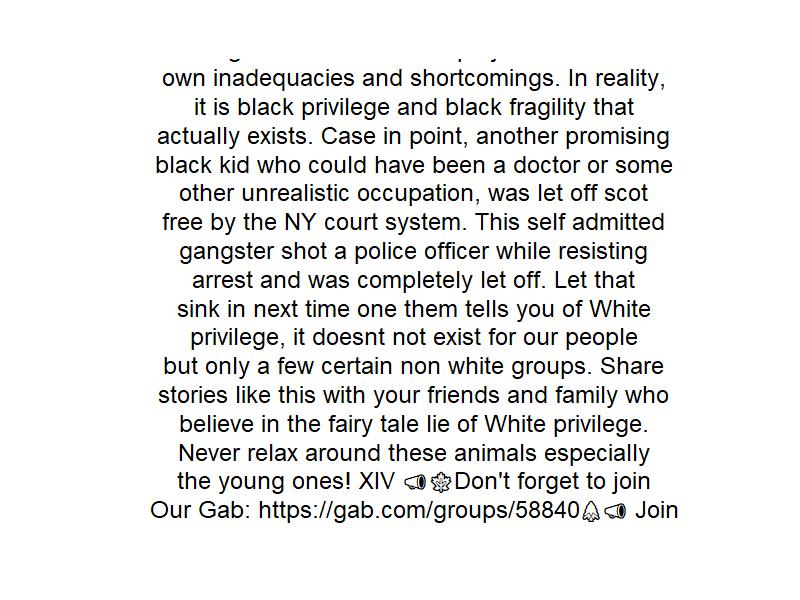 own inadequacies and shortcomings. In reality,
it is black privilege and black fragility that
actually exists. Case in point, another promising
black kid who could have been a doctor or some
other unrealistic occupation, was let off scot
free by the NY court system. This self admitted
gangster shot a police officer while resisting
arrest and was completely let off. Let that
sink in next time one them tells you of White
privilege, it doesnt not exist for our people
but only a few certain non white groups. Share
stories like this with your friends and family who
believe in the fairy tale lie of White privilege.
Never relax around these animals especially
the young ones! XIV 📣🍁Don't forget to join
Our Gab: https://gab.com/groups/58840🌲📣 Join